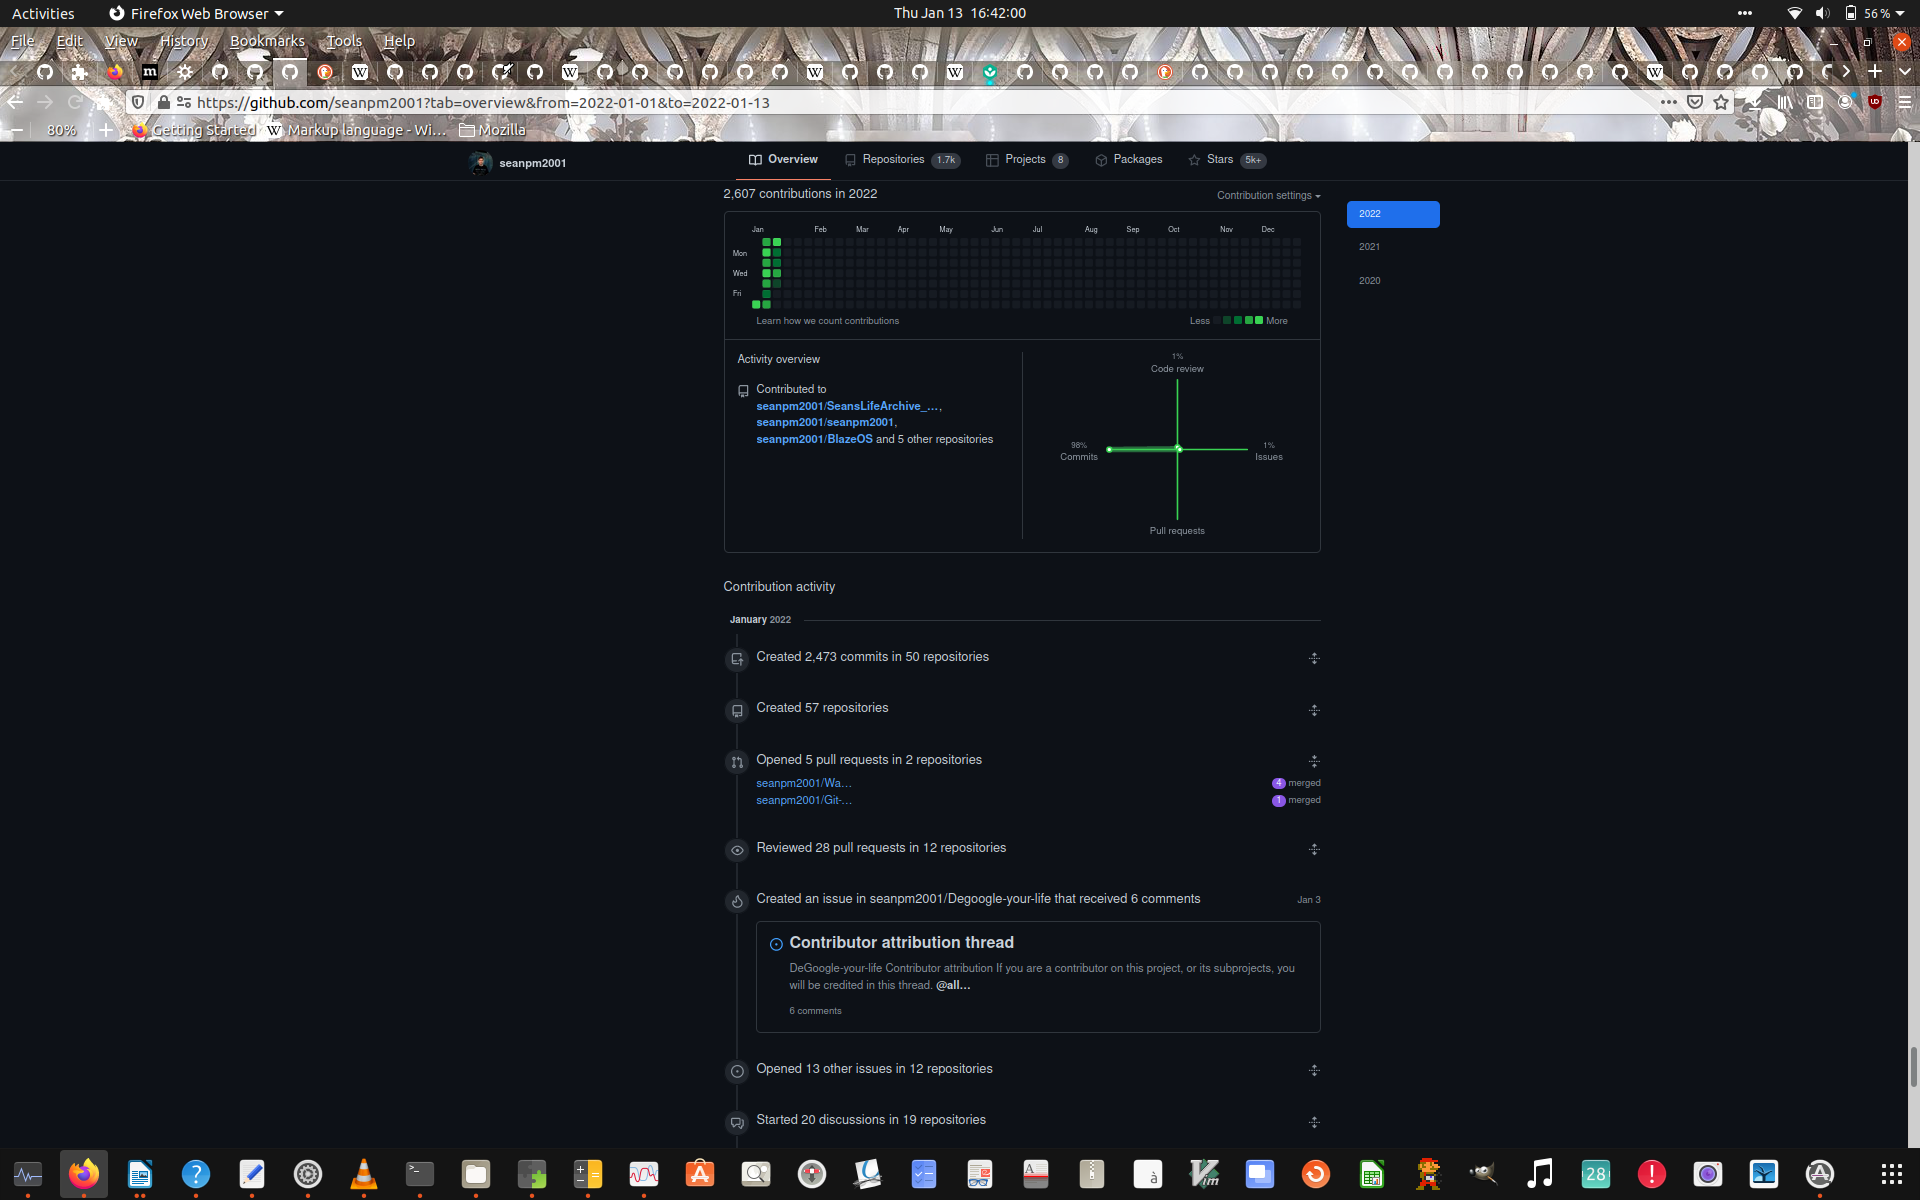 Activities
Firefox Web Browser
Thu Jan 13 16:42:00
56 %
File Edit View History Bookmarks Tools Help
https://github.com/seanpm2001?tab=overview&from=2022-01-01&to=2022-01-13
80%
Getting Started
Markup language - Wi…
Mozilla
seanpm2001
Overview
Repositories 1.7k
Projects 8
Packages
Stars 5k+
2,607 contributions in 2022
Contribution settings
2022
2021
2020
Jan Feb Mar Apr May Jun Jul Aug Sep Oct Nov Dec
Mon
Wed
Fri
Learn how we count contributions
Less More
Activity overview
Contributed to
seanpm2001/SeansLifeArchive_…,
seanpm2001/seanpm2001,
seanpm2001/BlazeOS and 5 other repositories
1%
Code review
98%
Commits
1%
Issues
Pull requests
Contribution activity
January 2022
Created 2,473 commits in 50 repositories
Created 57 repositories
Opened 5 pull requests in 2 repositories
seanpm2001/Wa… 4 merged
seanpm2001/Git-… 1 merged
Reviewed 28 pull requests in 12 repositories
Created an issue in seanpm2001/Degoogle-your-life that received 6 comments Jan 3
Contributor attribution thread
DeGoogle-your-life Contributor attribution If you are a contributor on this project, or its subprojects, you
will be credited in this thread. @all…
6 comments
Opened 13 other issues in 12 repositories
Started 20 discussions in 19 repositories
28